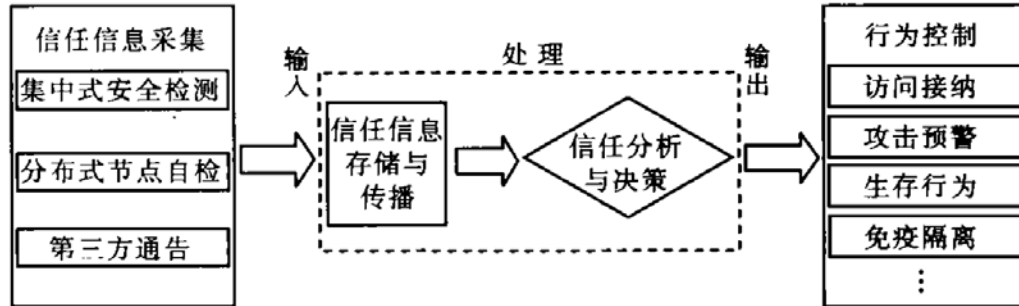 信任信息采集
集中式安全检测
分布式节点自检
第三方通告
输入
处理
信任信息
存储与
传播
信任分析
与决策
输出
行为控制
访问接纳
攻击预警
生存行为
免疫隔离
⋮